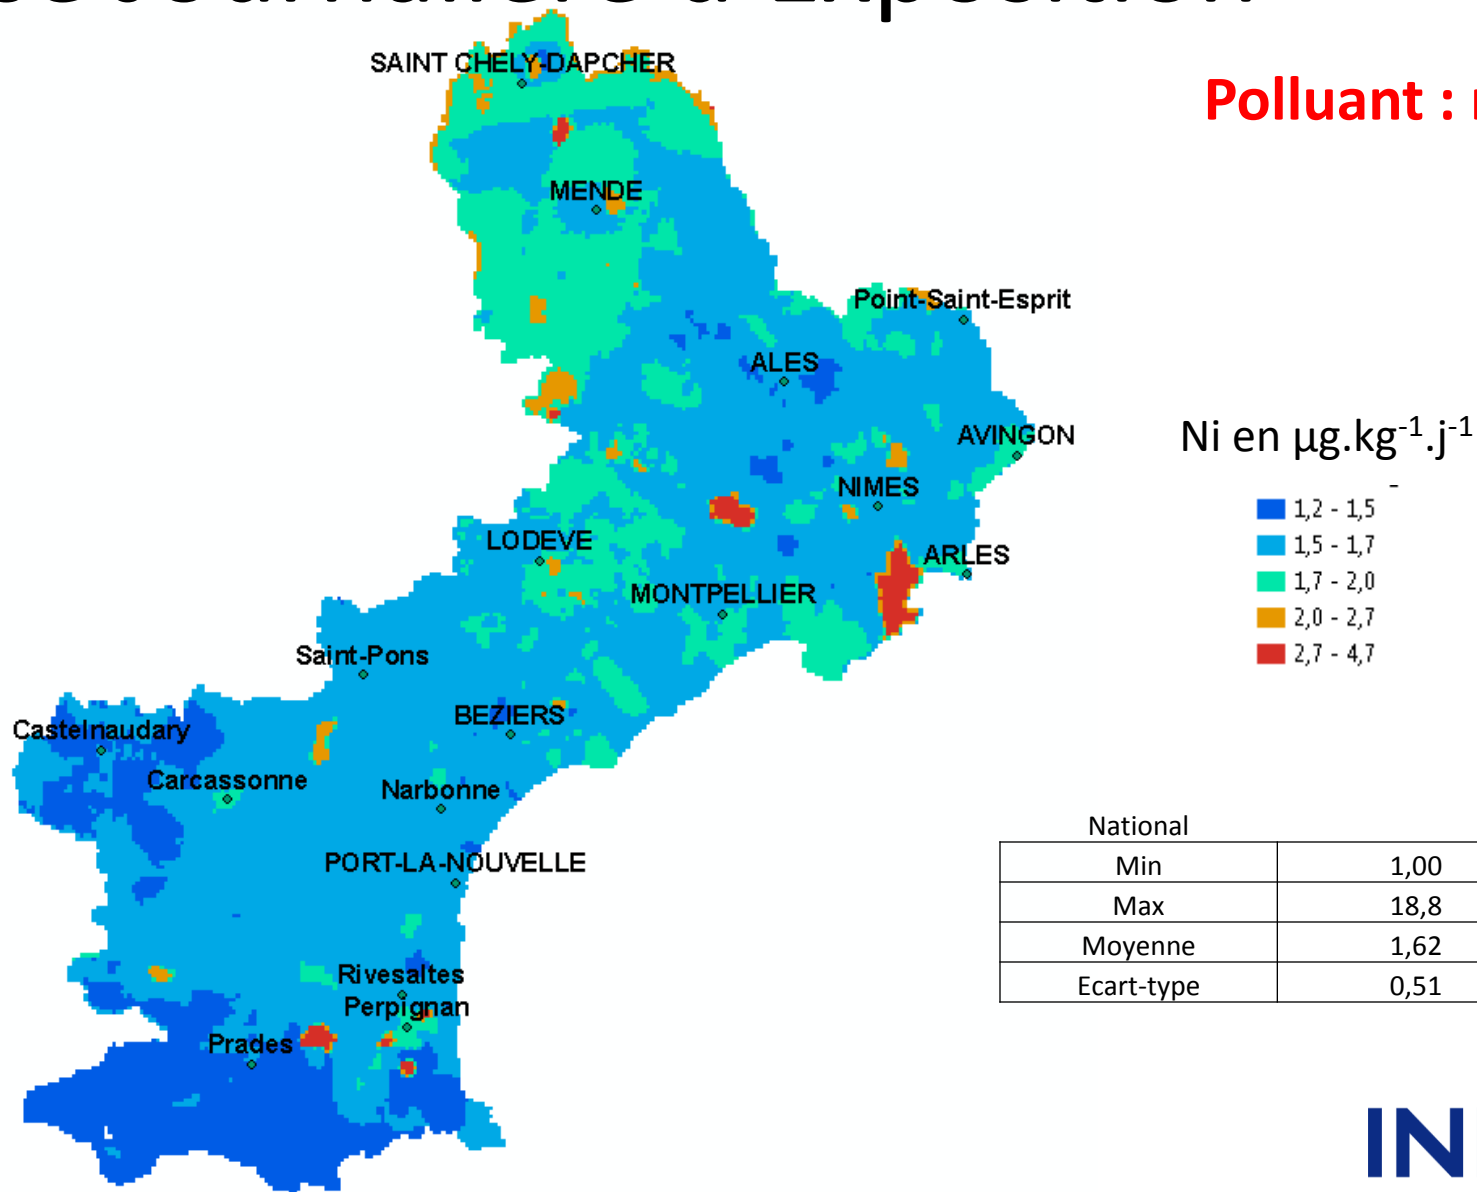 d'Exposition
SAINT CHELY-DAPCHER
Polluant :
MENDE
Point-Saint-Esprit
ALES
AVINGON
Ni en µg.kg⁻¹.j⁻¹
NIMES
1,2 - 1,5
LODEVE
1,5 - 1,7
ARLES
1,7 - 2,0
MONTPELLIER
2,0 - 2,7
2,7 - 4,7
Saint-Pons
BEZIERS
Castelnaudary
Carcassonne
Narbonne
National
PORT-LA-NOUVELLE
Min 1,00
Max 18,8
Moyenne 1,62
Ecart-type 0,51
Rivesaltes
Perpignan
Prades